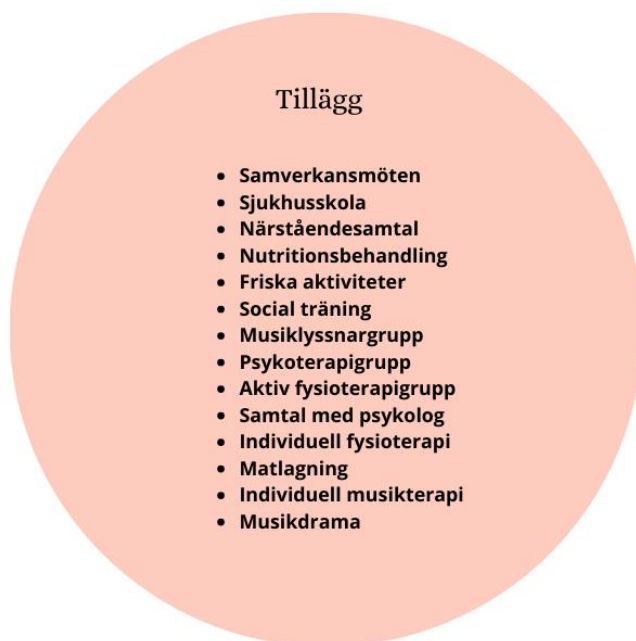 Tillägg
• Samverkansmöten
• Sjukhusskola
• Närståendesamtal
• Nutritionsbehandling
• Friska aktiviteter
• Social träning
• Musiklyssnargrupp
• Psykoterapigrupp
• Aktiv fysioterapigrupp
• Samtal med psykolog
• Individuell fysioterapi
• Matlagning
• Individuell musikterapi
• Musikdrama